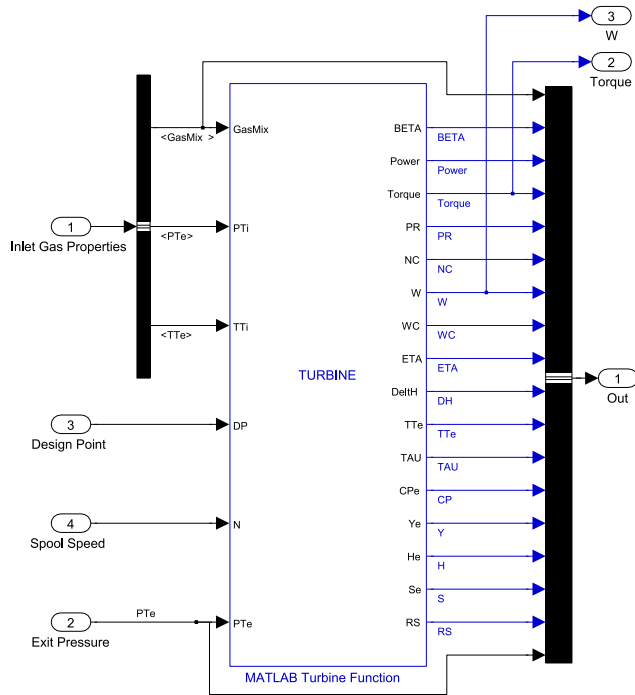 3
W
2
Torque
GasMix
<GasMix >
BETA
BETA
Power
Power
Torque
Torque
1
Inlet Gas Properties
<PTe>
PTi
PR
PR
NC
NC
W
W
<TTe>
TTi
WC
WC
TURBINE
ETA
ETA
1
Out
DeltH
DH
3
Design Point
DP
TTe
TTe
TAU
TAU
CPe
CP
4
Spool Speed
N
Ye
Y
He
H
Se
S
2
Exit Pressure
PTe
PTe
RS
RS
MATLAB Turbine Function